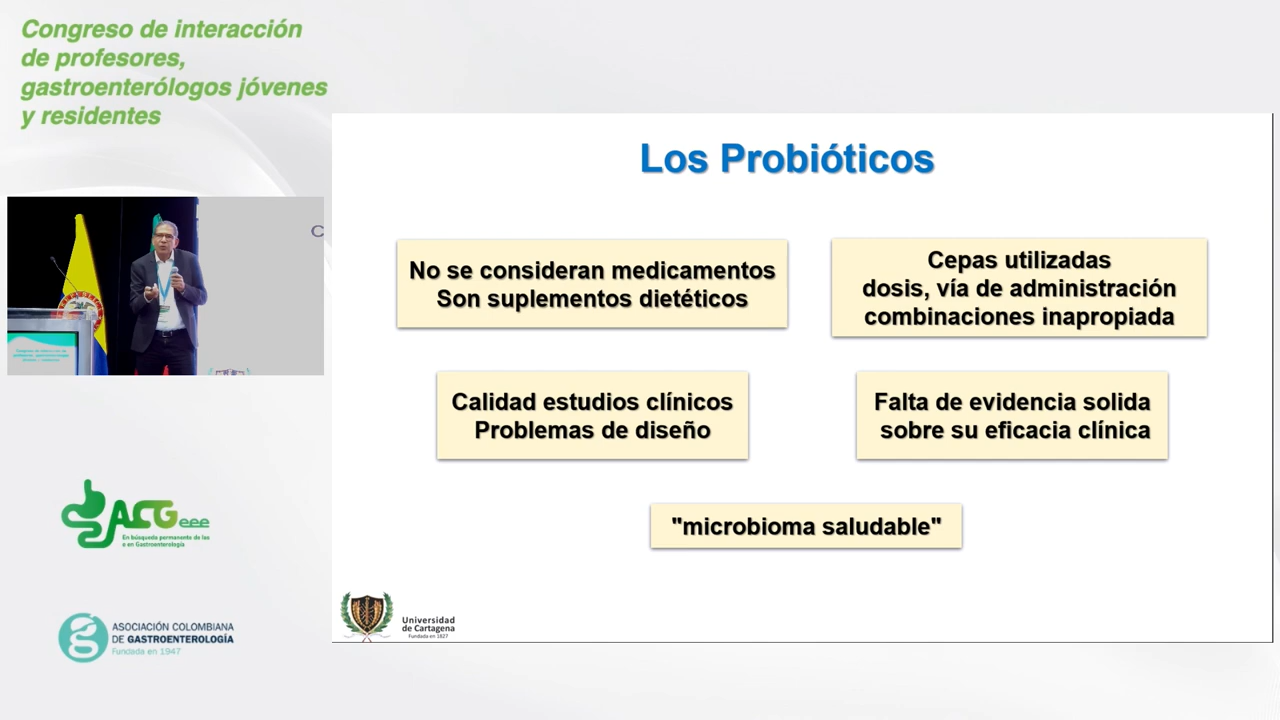 Congreso de interacción
de profesores,
gastroenterólogos jóvenes
y residentes
Los Probióticos
No se consideran medicamentos
Son suplementos dietéticos
Cepas utilizadas
dosis, vía de administración
combinaciones inapropiada
Calidad estudios clínicos
Problemas de diseño
Falta de evidencia solida
sobre su eficacia clínica
"microbioma saludable"
C
ACGeee
En búsqueda permanente de las
e en Gastroenterología
ASOCIACIÓN COLOMBIANA
DE GASTROENTEROLOGÍA
Fundada en 1947
Universidad
de Cartagena
Fundada en 1827